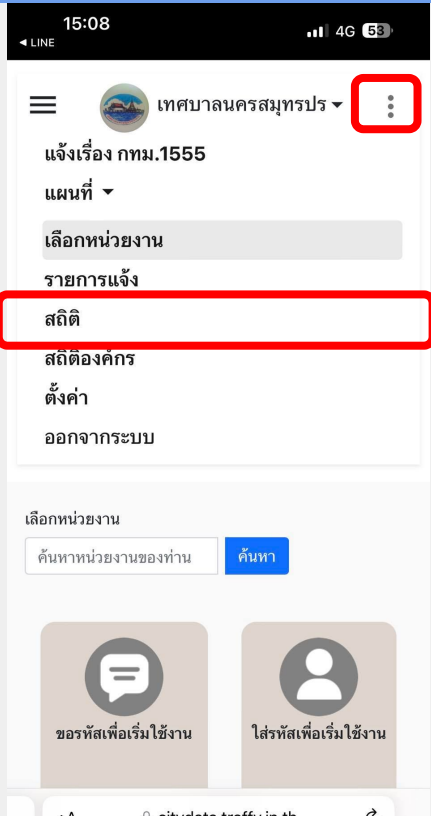 15:08
4G 53
◄ LINE
เทศบาลนครสมุทรปร
แจ้งเรื่อง กทม.1555
แผนที่
เลือกหน่วยงาน
รายการแจ้ง
สถิติ
สถิติองค์กร
ตั้งค่า
ออกจากระบบ
เลือกหน่วยงาน
ค้นหาหน่วยงานของท่าน ค้นหา
ขอรหัสเพื่อเริ่มใช้งาน ใส่รหัสเพื่อเริ่มใช้งาน
citydata.traffy.in.th